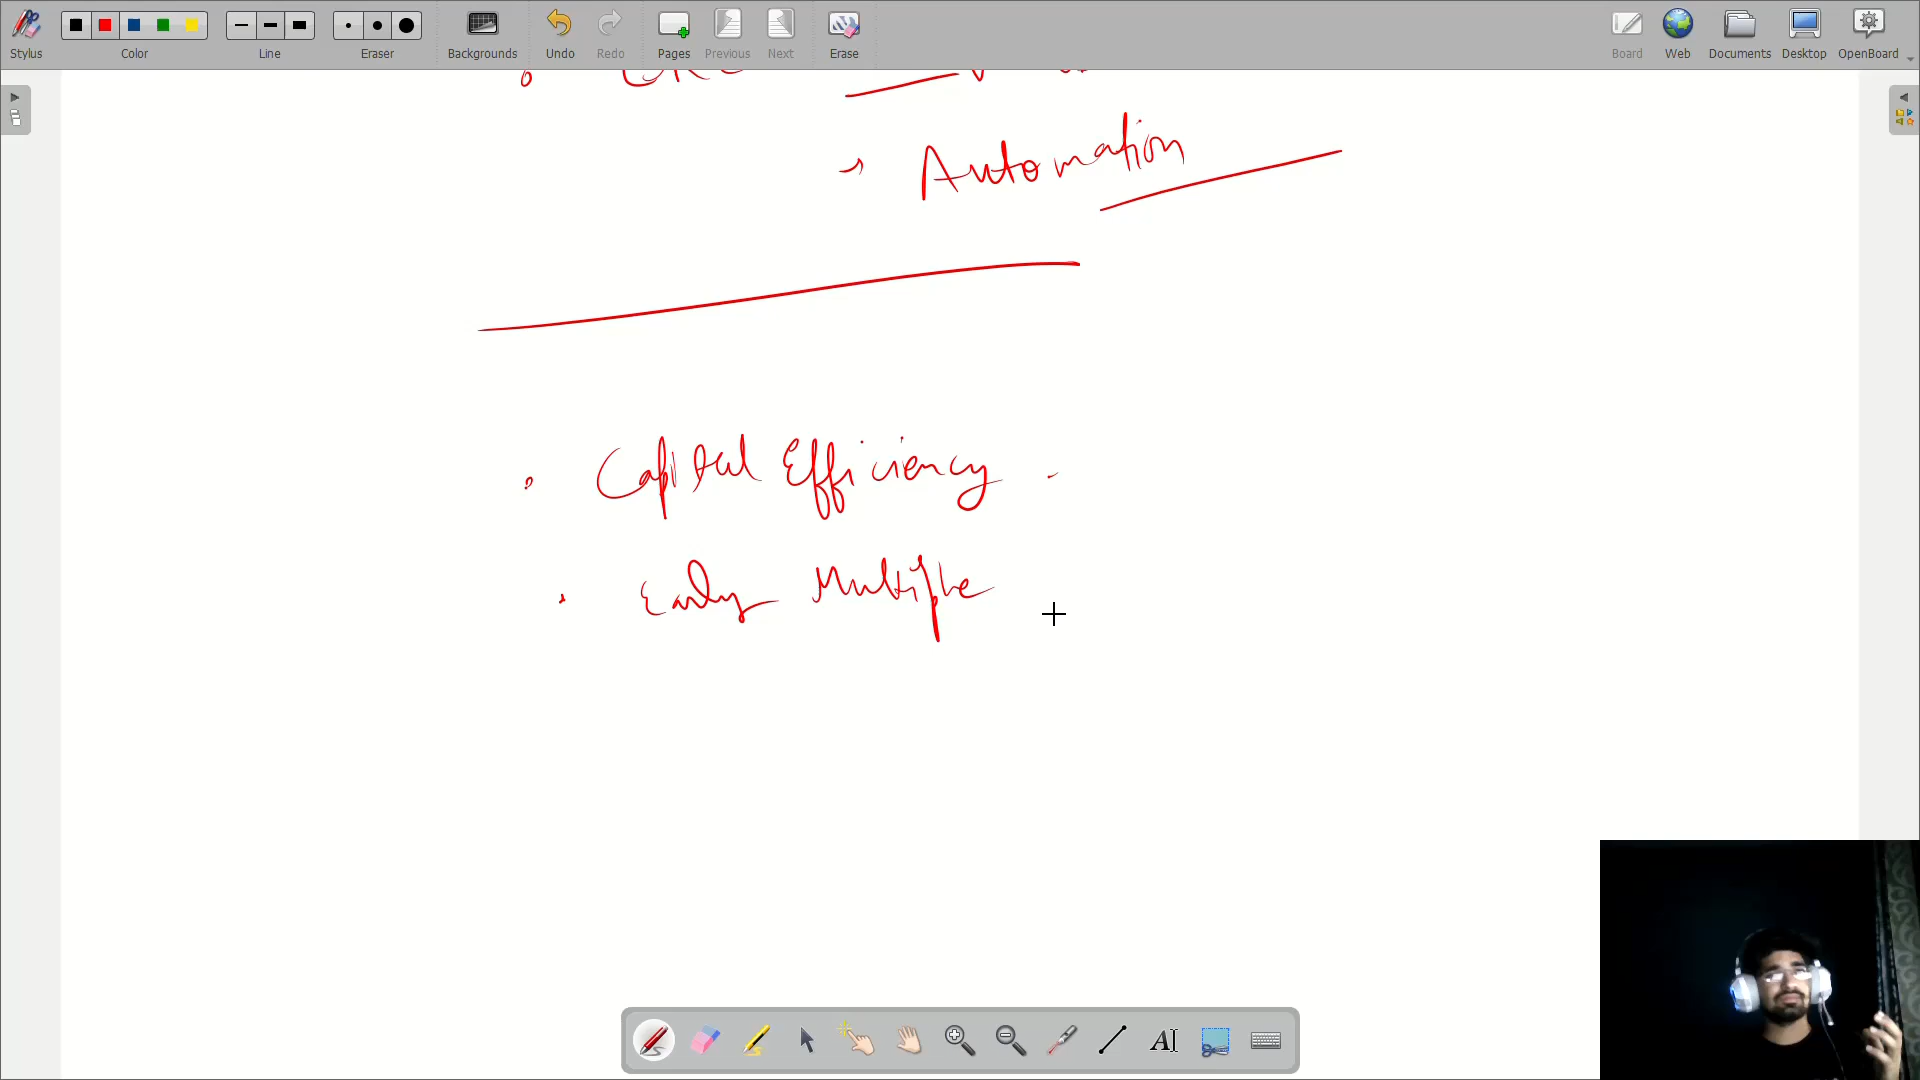 Stylus Color Line Eraser Backgrounds Undo Redo Pages Previous Next Erase Board Web Documents Desktop OpenBoard
Automation
Capital Efficiency
Early Multiple
AI